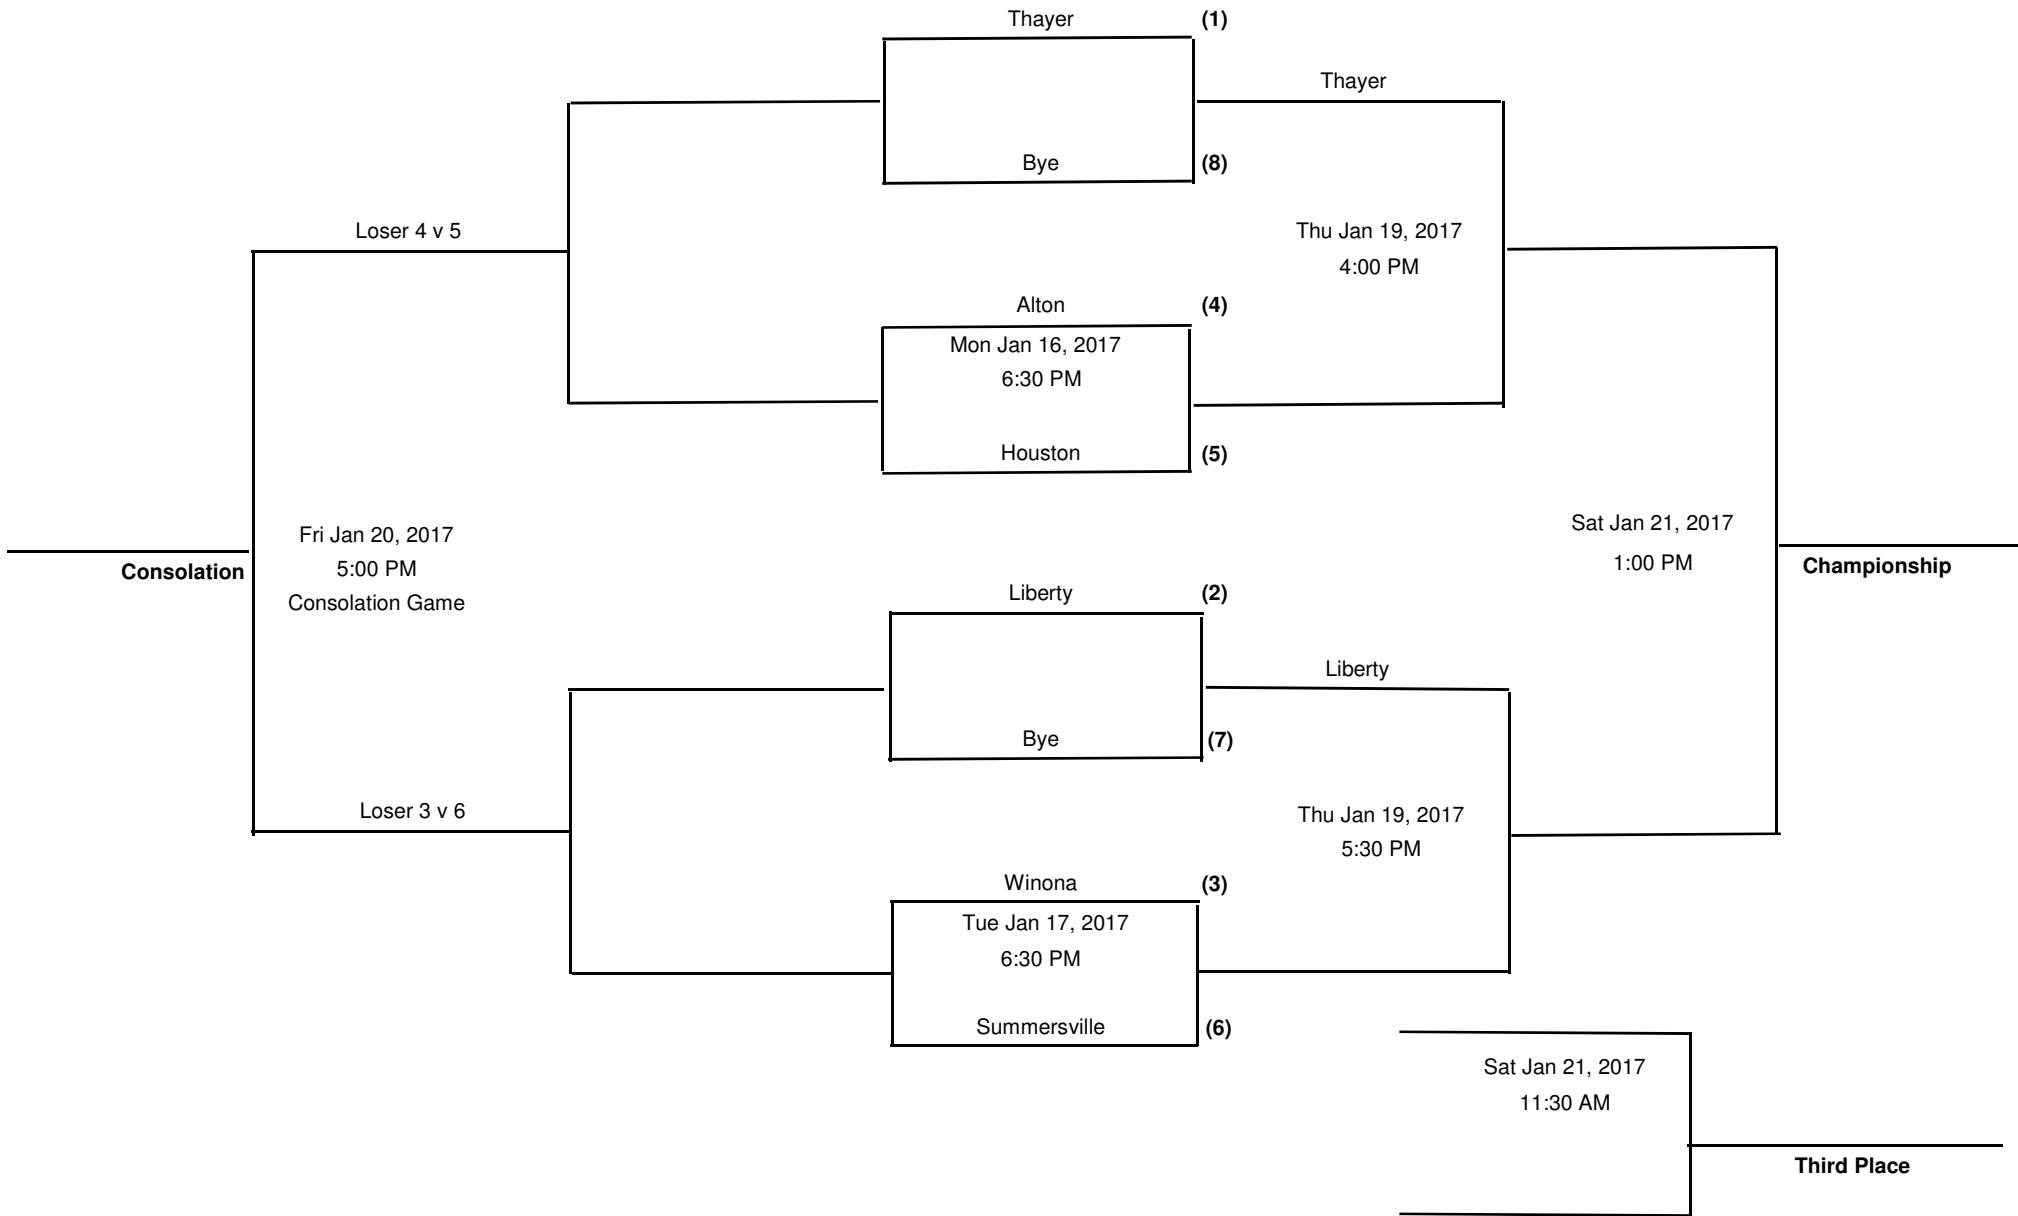 Thayer (1)
Thayer
Bye (8)
Loser 4 v 5
Thu Jan 19, 2017
4:00 PM
Alton (4)
Mon Jan 16, 2017
6:30 PM
Houston (5)
Fri Jan 20, 2017
5:00 PM
Consolation Game
Consolation
Sat Jan 21, 2017
1:00 PM
Championship
Liberty (2)
Liberty
Bye (7)
Loser 3 v 6
Thu Jan 19, 2017
5:30 PM
Winona (3)
Tue Jan 17, 2017
6:30 PM
Summersville (6)
Sat Jan 21, 2017
11:30 AM
Third Place